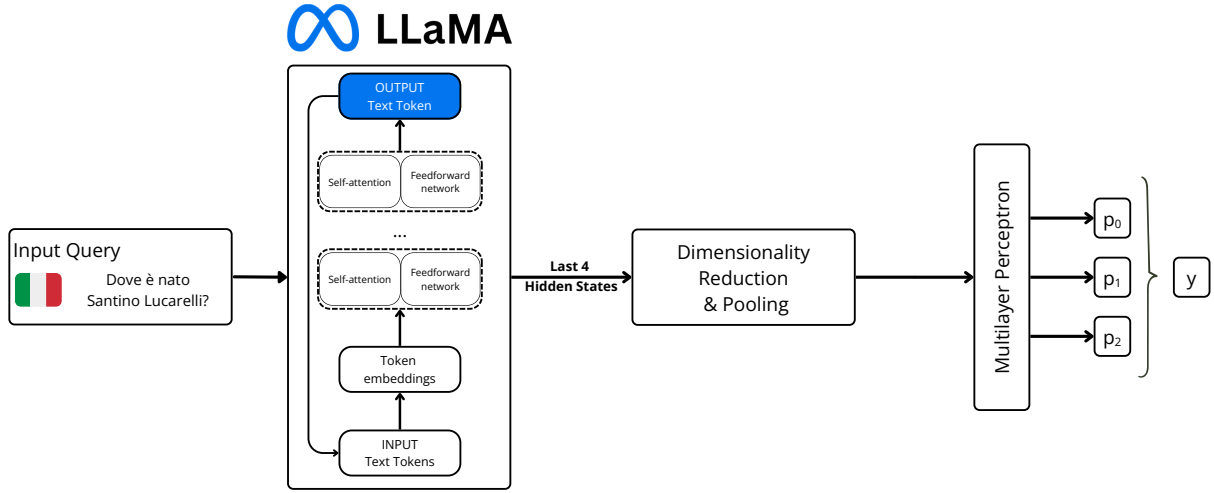 LLaMA
Input Query
Dove è nato
Santino Lucarelli?
OUTPUT
Text Token
Self-attention
Feedforward
network
...
Self-attention
Feedforward
network
Token
embeddings
INPUT
Text Tokens
Last 4
Hidden States
Dimensionality
Reduction
& Pooling
Multilayer Perceptron
p₀
p₁
p₂
y